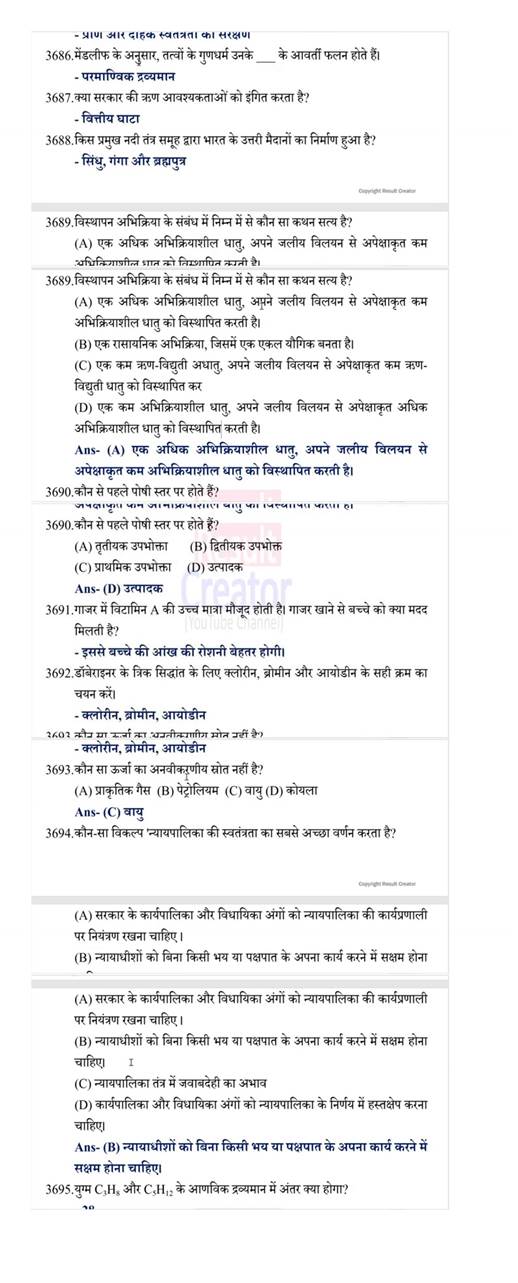 - प्राण और दैहिक स्वतंत्रता का संरक्षण
3686.मेंडलीफ के अनुसार, तत्वों के गुणधर्म उनके ___ के आवर्ती फलन होते हैं।
- परमाण्विक द्रव्यमान
3687.क्या सरकार की ऋण आवश्यकताओं को इंगित करता है?
- वित्तीय घाटा
3688.किस प्रमुख नदी तंत्र समूह द्वारा भारत के उत्तरी मैदानों का निर्माण हुआ है?
- सिंधु, गंगा और ब्रह्मपुत्र
Copyright Result Creator
3689.विस्थापन अभिक्रिया के संबंध में निम्न में से कौन सा कथन सत्य है?
(A) एक अधिक अभिक्रियाशील धातु, अपने जलीय विलयन से अपेक्षाकृत कम
अभिक्रियाशील धातु को विस्थापित करती है।
3689.विस्थापन अभिक्रिया के संबंध में निम्न में से कौन सा कथन सत्य है?
(A) एक अधिक अभिक्रियाशील धातु, अपने जलीय विलयन से अपेक्षाकृत कम
अभिक्रियाशील धातु को विस्थापित करती है।
(B) एक रासायनिक अभिक्रिया, जिसमें एक एकल यौगिक बनता है।
(C) एक कम ऋण-विद्युती अधातु, अपने जलीय विलयन से अपेक्षाकृत कम ऋण-
विद्युती धातु को विस्थापित कर
(D) एक कम अभिक्रियाशील धातु, अपने जलीय विलयन से अपेक्षाकृत अधिक
अभिक्रियाशील धातु को विस्थापित करती है।
Ans- (A) एक अधिक अभिक्रियाशील धातु, अपने जलीय विलयन से
अपेक्षाकृत कम अभिक्रियाशील धातु को विस्थापित करती है।
3690.कौन से पहले पोषी स्तर पर होते हैं?
अपेक्षाकृत कम अभिक्रियाशील धातु को विस्थापित करती है।
3690.कौन से पहले पोषी स्तर पर होते हैं?
(A) तृतीयक उपभोक्ता (B) द्वितीयक उपभोक्त
(C) प्राथमिक उपभोक्ता (D) उत्पादक
Ans- (D) उत्पादक
Result
Creator
(YouTube Channel)
3691.गाजर में विटामिन A की उच्च मात्रा मौजूद होती है। गाजर खाने से बच्चे को क्या मदद
मिलती है?
- इससे बच्चे की आंख की रोशनी बेहतर होगी।
3692.डॉबेराइनर के त्रिक सिद्धांत के लिए क्लोरीन, ब्रोमीन और आयोडीन के सही क्रम का
चयन करें।
- क्लोरीन, ब्रोमीन, आयोडीन
3693.कौन सा ऊर्जा का अनवीकरणीय स्रोत नहीं है?
- क्लोरीन, ब्रोमीन, आयोडीन
3693.कौन सा ऊर्जा का अनवीकरणीय स्रोत नहीं है?
(A) प्राकृतिक गैस (B) पेट्रोलियम (C) वायु (D) कोयला
Ans- (C) वायु
3694.कौन-सा विकल्प 'न्यायपालिका की स्वतंत्रता का सबसे अच्छा वर्णन करता है?
Copyright Result Creator
(A) सरकार के कार्यपालिका और विधायिका अंगों को न्यायपालिका की कार्यप्रणाली
पर नियंत्रण रखना चाहिए।
(B) न्यायाधीशों को बिना किसी भय या पक्षपात के अपना कार्य करने में सक्षम होना
(A) सरकार के कार्यपालिका और विधायिका अंगों को न्यायपालिका की कार्यप्रणाली
पर नियंत्रण रखना चाहिए।
(B) न्यायाधीशों को बिना किसी भय या पक्षपात के अपना कार्य करने में सक्षम होना
चाहिए।
(C) न्यायपालिका तंत्र में जवाबदेही का अभाव
(D) कार्यपालिका और विधायिका अंगों को न्यायपालिका के निर्णय में हस्तक्षेप करना
चाहिए।
Ans- (B) न्यायाधीशों को बिना किसी भय या पक्षपात के अपना कार्य करने में
सक्षम होना चाहिए।
3695.युग्म C₃H₈ और C₅H₁₂ के आणविक द्रव्यमान में अंतर क्या होगा?